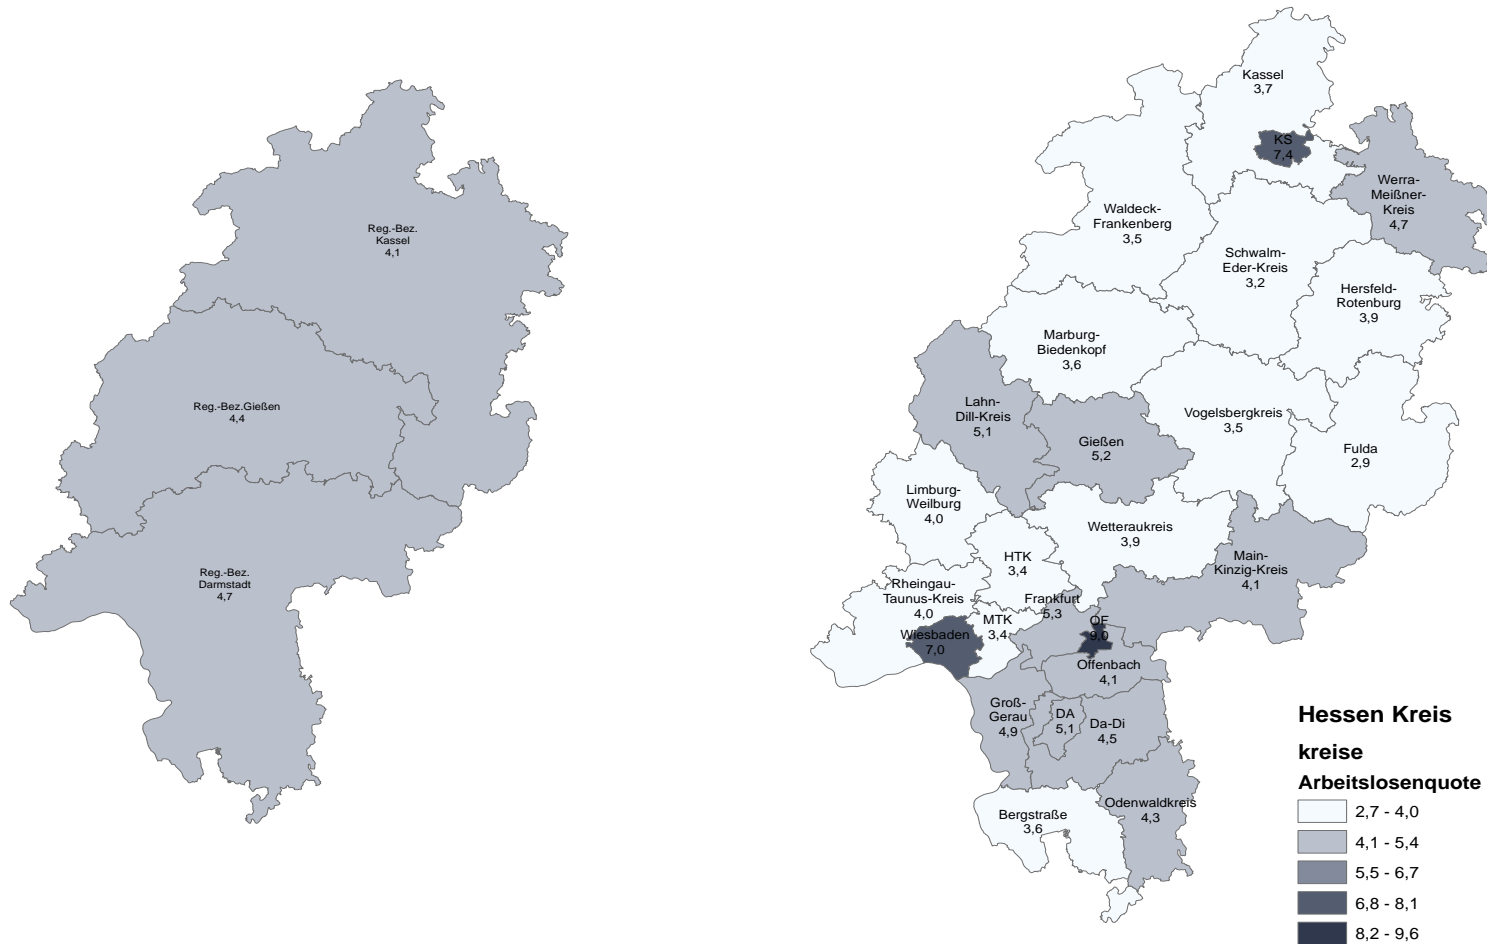 Reg.-Bez.
Kassel
4,1
Reg.-Bez.Gießen
4,4
Reg.-Bez.
Darmstadt
4,7
Kassel
3,7
KS
7,4
Werra-
Meißner-
Kreis
4,7
Waldeck-
Frankenberg
3,5
Schwalm-
Eder-Kreis
3,2
Hersfeld-
Rotenburg
3,9
Marburg-
Biedenkopf
3,6
Lahn-
Dill-Kreis
5,1
Gießen
5,2
Vogelsbergkreis
3,5
Fulda
2,9
Limburg-
Weilburg
4,0
Wetteraukreis
3,9
HTK
3,4
Main-
Kinzig-Kreis
4,1
Rheingau-
Taunus-Kreis
4,0
Frankfurt
5,3
MTK
3,4
OF
9,0
Wiesbaden
7,0
Offenbach
4,1
Groß-
Gerau
4,9
DA
5,1
Da-Di
4,5
Odenwaldkreis
4,3
Bergstraße
3,6
Hessen Kreis
kreise
Arbeitslosenquote
2,7 - 4,0
4,1 - 5,4
5,5 - 6,7
6,8 - 8,1
8,2 - 9,6